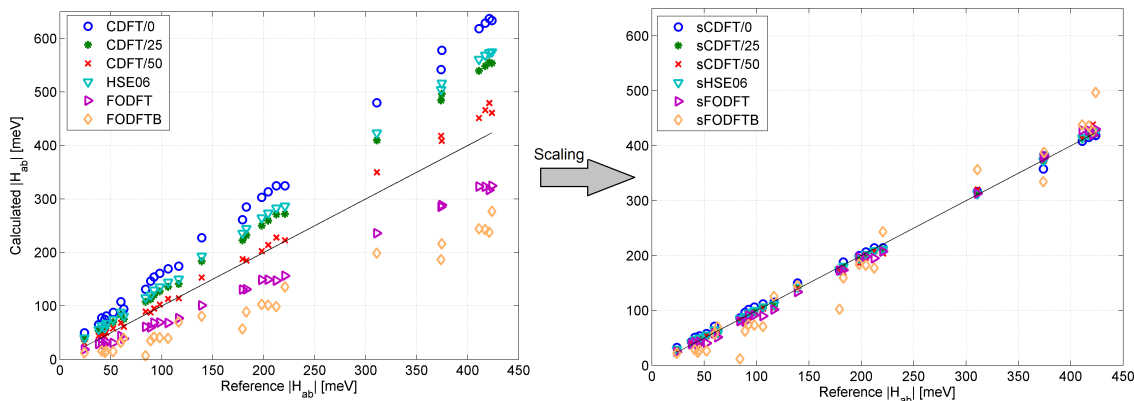 CDFT/0
CDFT/25
CDFT/50
HSE06
FODFT
FODFTB
Calculated |Hab| [meV]
600
500
400
300
200
100
0
0 50 100 150 200 250 300 350 400 450
Reference |Hab| [meV]
Scaling
sCDFT/0
sCDFT/25
sCDFT/50
sHSE06
sFODFT
sFODFTB
600
500
400
300
200
100
0
0 50 100 150 200 250 300 350 400 450
Reference |Hab| [meV]